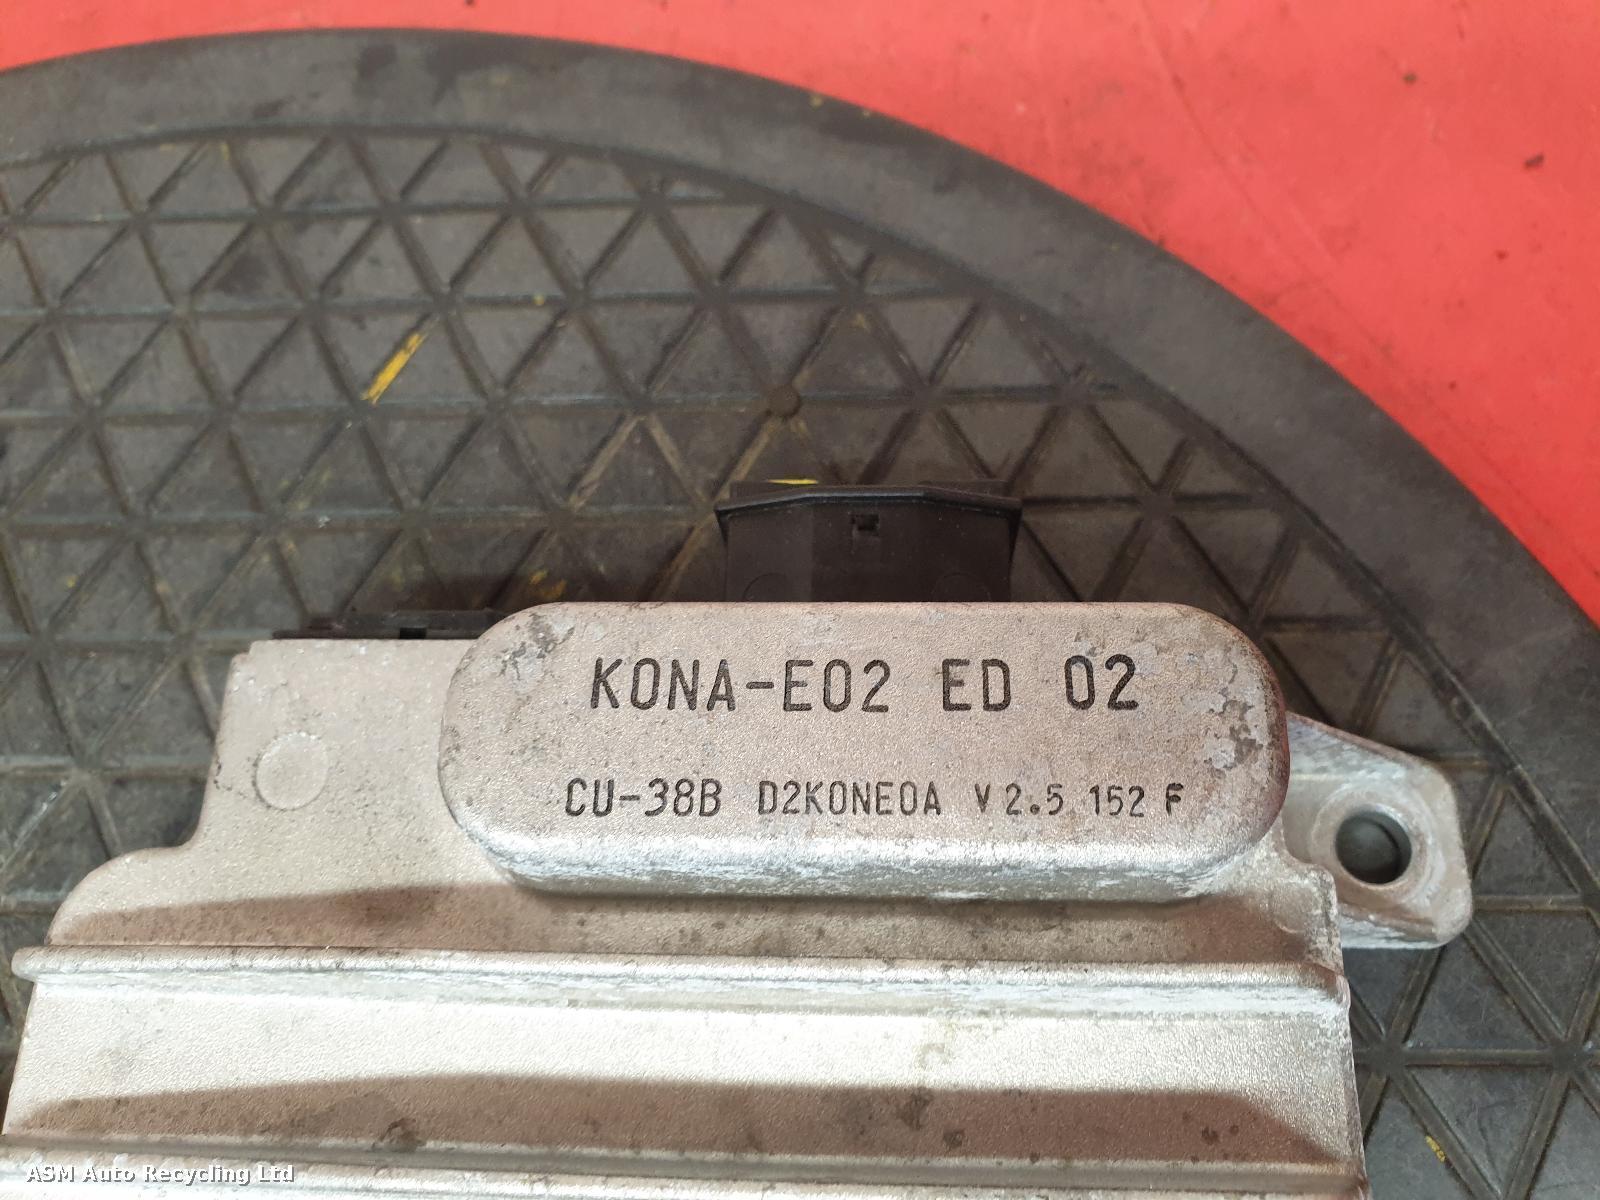 KONA-E02 ED 02
CU-38B D2KONE0A V2.5 152 F
ASM Auto Recycling Ltd